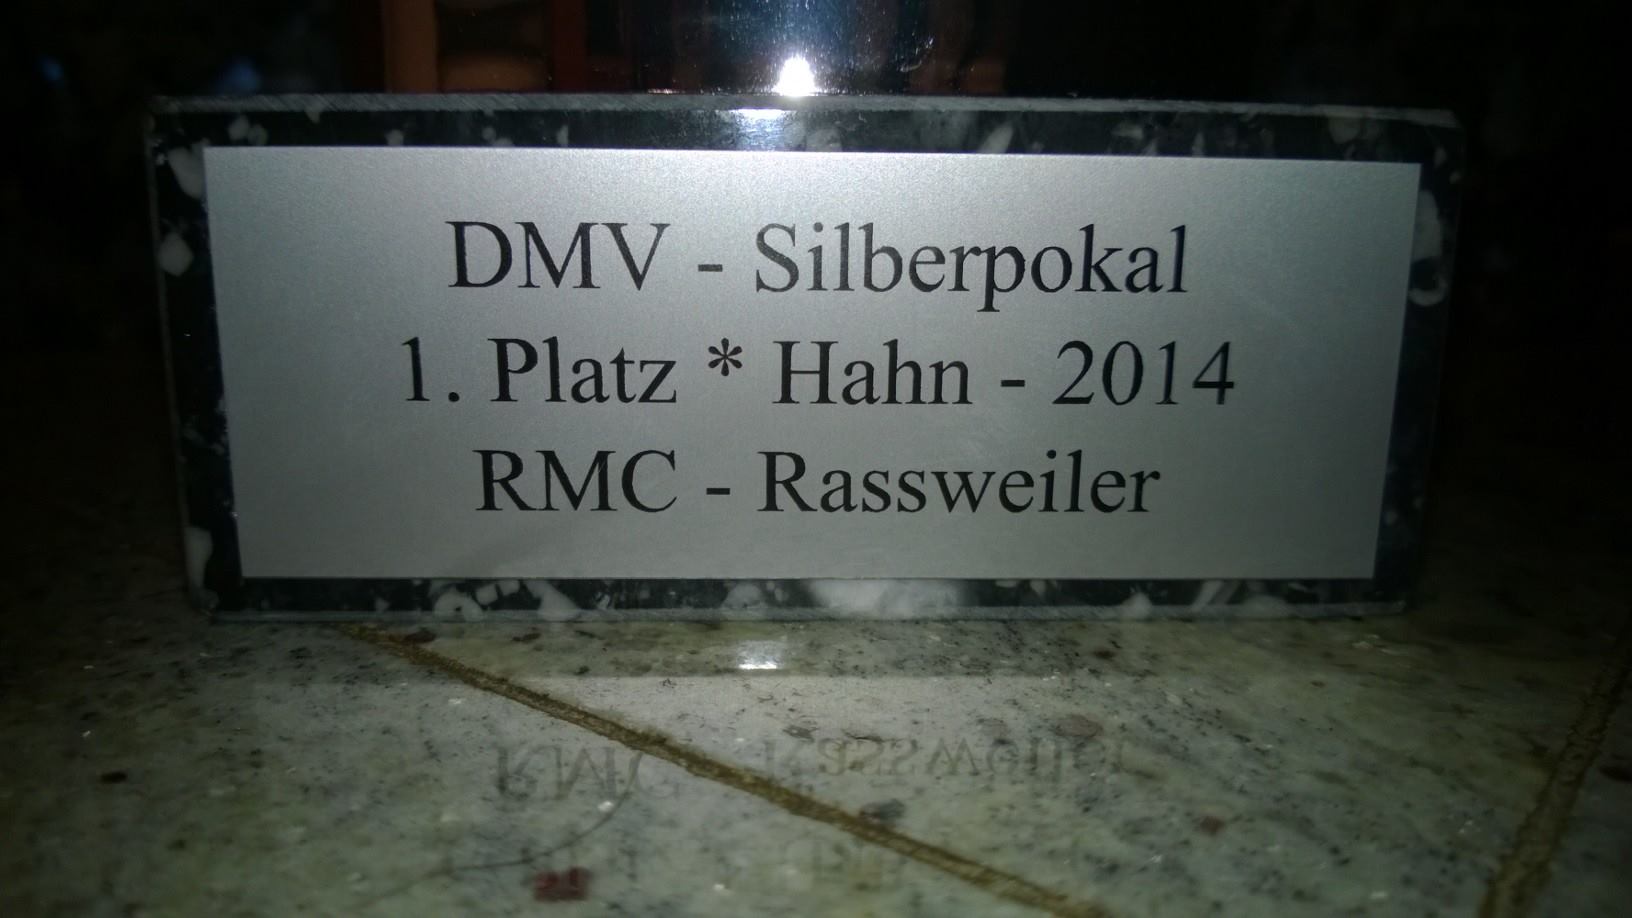 DMV - Silberpokal
1. Platz * Hahn - 2014
RMC - Rassweiler